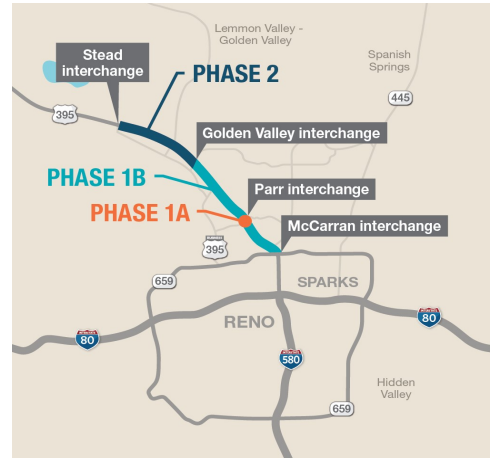 Lemmon Valley -
Golden Valley
Stead
interchange
Spanish
Springs
PHASE 2
395
445
Golden Valley interchange
PHASE 1B
Parr interchange
PHASE 1A
McCarran interchange
395
659
SPARKS
RENO
80
80
580
Hidden
Valley
659